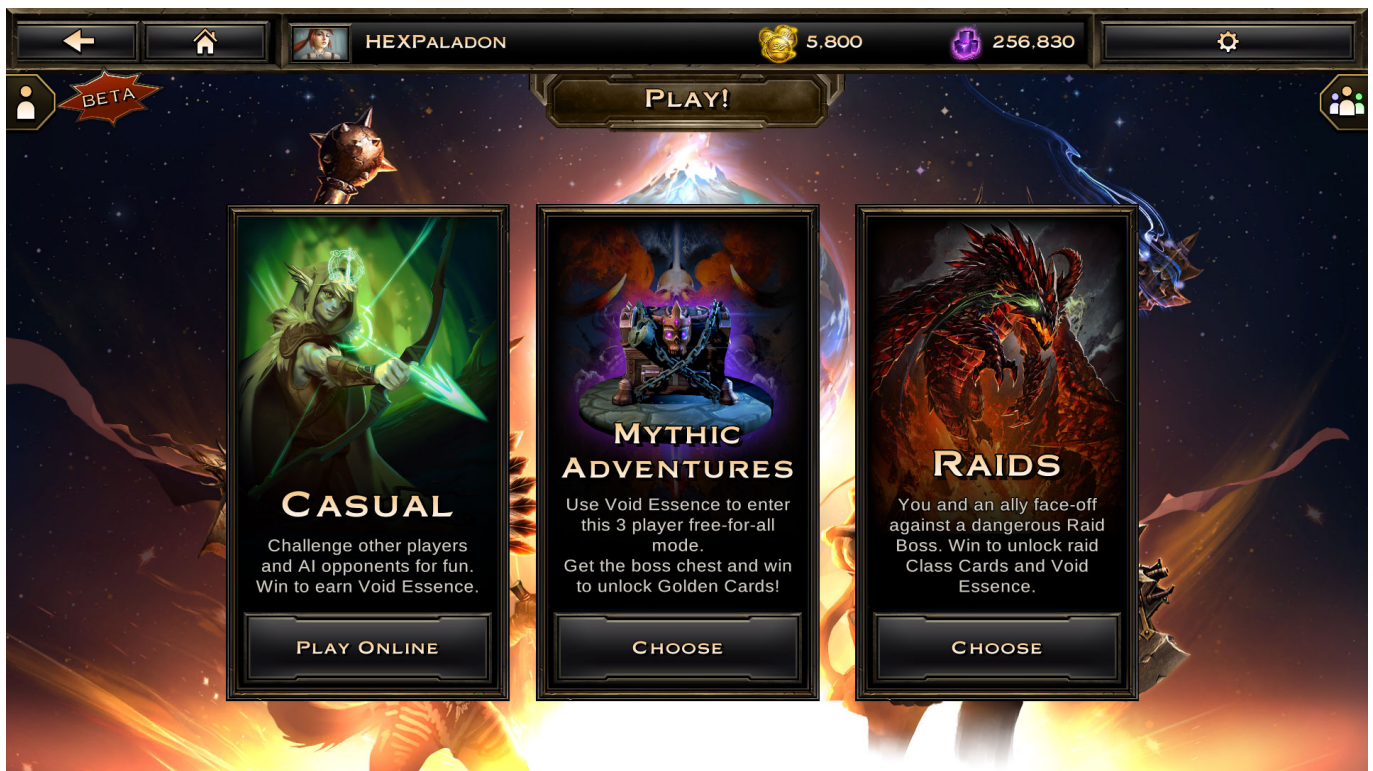 HEXPaladon
5,800
256,830
BETA
Play!
Casual
Challenge other players
and AI opponents for fun.
Win to earn Void Essence.
Play Online
Mythic
Adventures
Use Void Essence to enter
this 3 player free-for-all
mode.
Get the boss chest and win
to unlock Golden Cards!
Choose
Raids
You and an ally face-off
against a dangerous Raid
Boss. Win to unlock raid
Class Cards and Void
Essence.
Choose